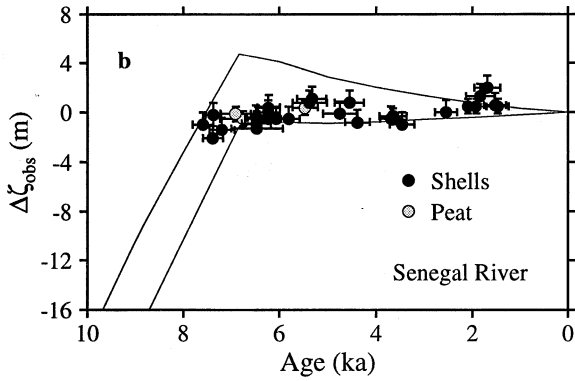 8
b
4
0
-4
-8
-12
-16
Δζobs (m)
Shells
Peat
Senegal River
10 8 6 4 2 0
Age (ka)